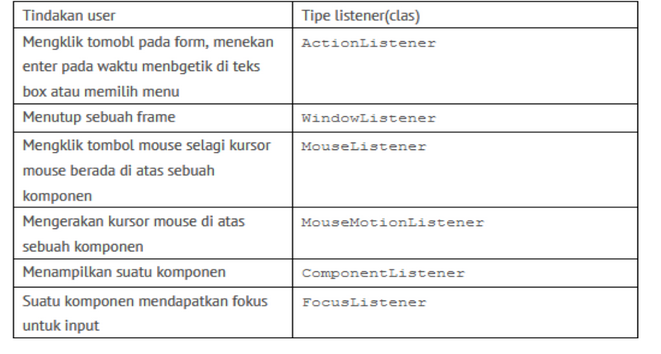 Tindakan user
Tipe listener(clas)
Mengklik tomobl pada form, menekan
enter pada waktu menbgetik di teks
box atau memilih menu
ActionListener
Menutup sebuah frame
WindowListener
Mengklik tombol mouse selagi kursor
mouse berada di atas sebuah
komponen
MouseListener
Mengerakan kursor mouse di atas
sebuah komponen
MouseMotionListener
Menampilkan suatu komponen
ComponentListener
Suatu komponen mendapatkan fokus
untuk input
FocusListener